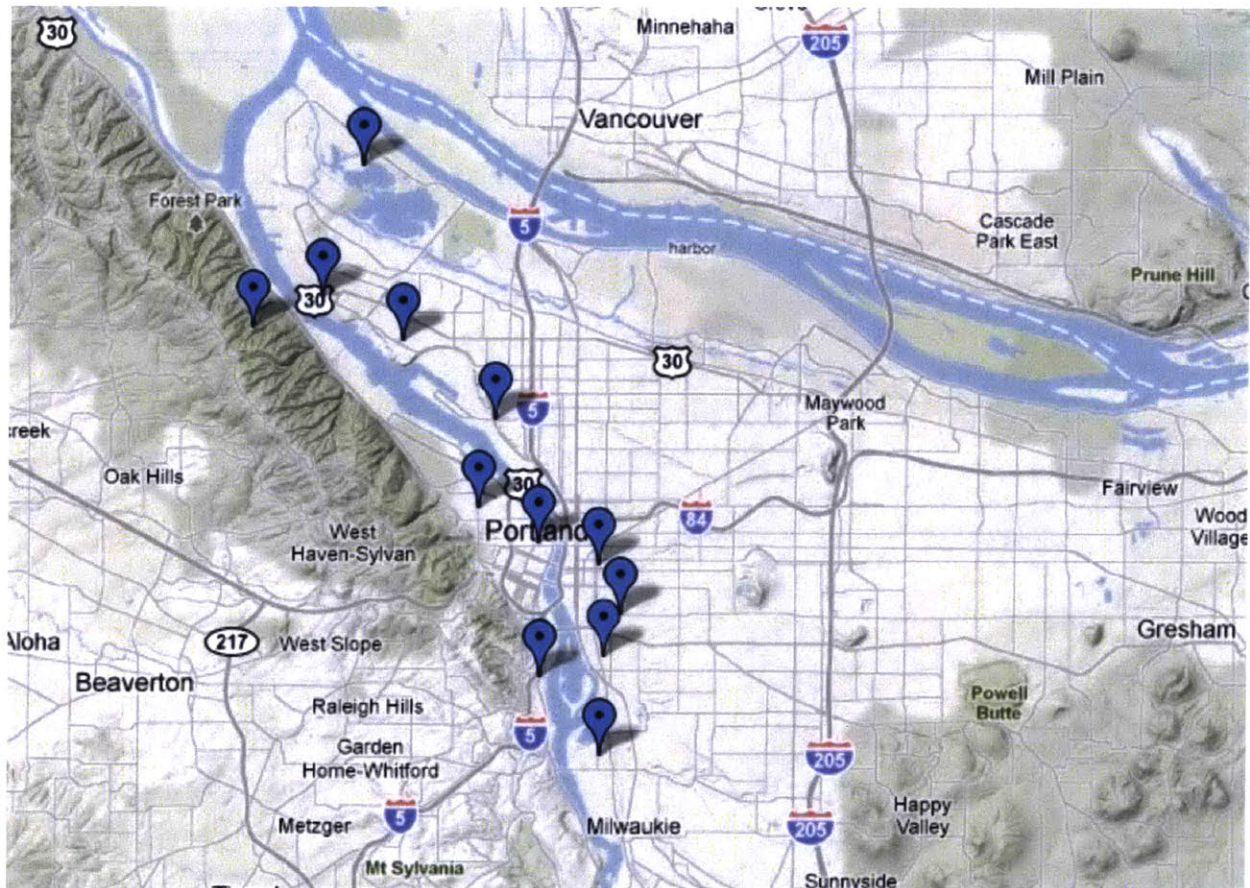 Grove
30
Minnehaha
205
Mill Plain
Vancouver
Forest Park
5
Cascade
Park East
harbor
Prune Hill
30
30
5
Maywood
Park
creek
Oak Hills
30
Fairview
84
Portland
West
Haven-Sylvan
Wood
Village
Aloha
217
West Slope
Gresham
Beaverton
Powell
Butte
Raleigh Hills
5
Garden
Home-Whitford
205
Happy
Valley
5
Metzger
Milwaukie
205
Mt Sylvania
Sunnyside